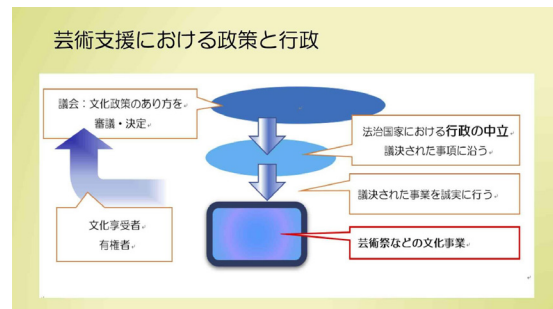 芸術支援における政策と行政
議会：文化政策のあり方を
審議・決定
法治国家における行政の中立
議決された事項に沿う
議決された事業を誠実に行う
文化享受者
有権者
芸術祭などの文化事業